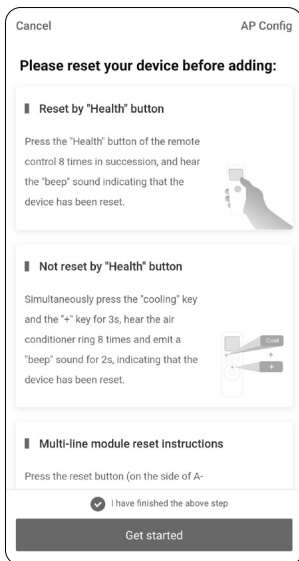 Cancel AP Config
Please reset your device before adding:
Reset by "Health" button
Press the "Health" button of the remote
control 8 times in succession, and hear
the "beep" sound indicating that the
device has been reset.
Not reset by "Health" button
Simultaneously press the "cooling" key
and the "+" key for 3s, hear the air
conditioner ring 8 times and emit a
"beep" sound for 2s, indicating that the
device has been reset.
Cool
+
+
Multi-line module reset instructions
Press the reset button (on the side of A-
I have finished the above step
Get started